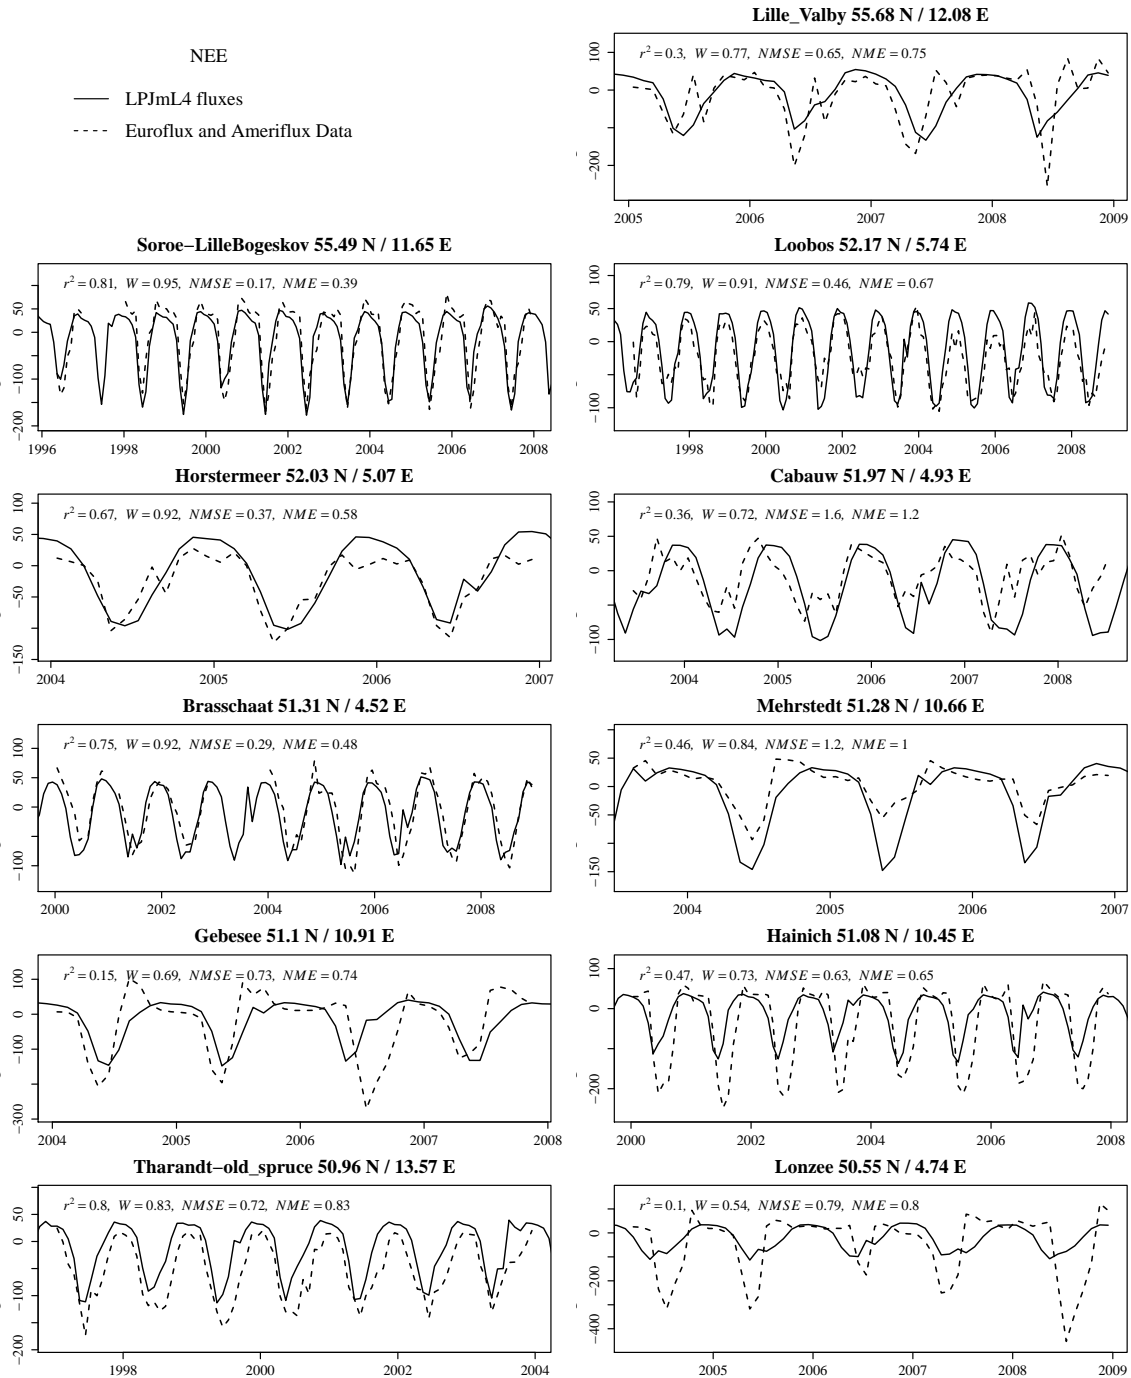 Lille_Valby 55.68 N / 12.08 E
NEE
LPJmL4 fluxes
Euroflux and Ameriflux Data
r² = 0.3, W = 0.77, NMSE = 0.65, NME = 0.75
100
0
−200
2005 2006 2007 2008 2009
Soroe−LilleBogeskov 55.49 N / 11.65 E
r² = 0.81, W = 0.95, NMSE = 0.17, NME = 0.39
50
0
−100
−200
1996 1998 2000 2002 2004 2006 2008
Loobos 52.17 N / 5.74 E
r² = 0.79, W = 0.91, NMSE = 0.46, NME = 0.67
100
50
0
−100
1998 2000 2002 2004 2006 2008
Horstermeer 52.03 N / 5.07 E
r² = 0.67, W = 0.92, NMSE = 0.37, NME = 0.58
100
50
0
−50
−150
2004 2005 2006 2007
Cabauw 51.97 N / 4.93 E
r² = 0.36, W = 0.72, NMSE = 1.6, NME = 1.2
100
50
0
−100
2004 2005 2006 2007 2008
Brasschaat 51.31 N / 4.52 E
r² = 0.75, W = 0.92, NMSE = 0.29, NME = 0.48
100
50
0
−100
2000 2002 2004 2006 2008
Mehrstedt 51.28 N / 10.66 E
r² = 0.46, W = 0.84, NMSE = 1.2, NME = 1
50
0
−50
−150
2004 2005 2006 2007
Gebesee 51.1 N / 10.91 E
r² = 0.15, W = 0.69, NMSE = 0.73, NME = 0.74
100
0
−100
−300
2004 2005 2006 2007 2008
Hainich 51.08 N / 10.45 E
r² = 0.47, W = 0.73, NMSE = 0.63, NME = 0.65
100
0
−200
2000 2002 2004 2006 2008
Tharandt−old_spruce 50.96 N / 13.57 E
r² = 0.8, W = 0.83, NMSE = 0.72, NME = 0.83
50
0
−100
−200
1998 2000 2002 2004
Lonzee 50.55 N / 4.74 E
r² = 0.1, W = 0.54, NMSE = 0.79, NME = 0.8
0
−200
−400
2005 2006 2007 2008 2009